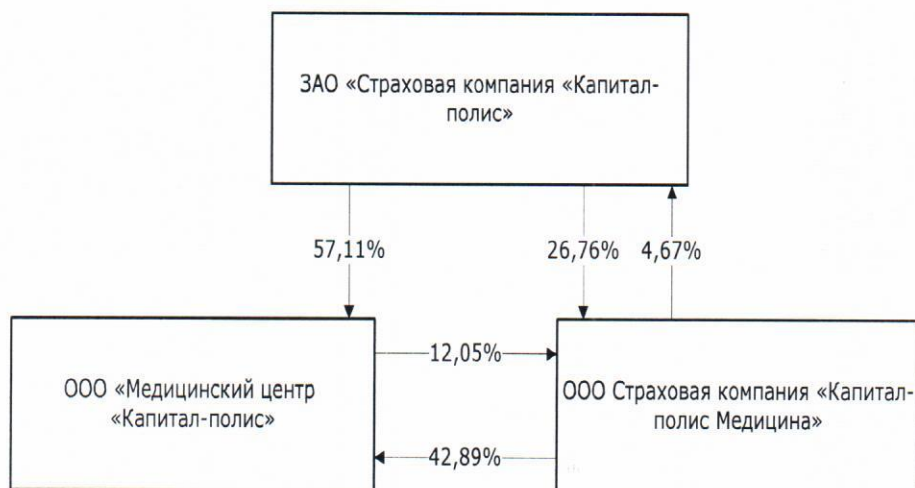 ЗАО «Страховая компания «Капитал-
полис»
57,11%
26,76%
4,67%
ООО «Медицинский центр
«Капитал-полис»
12,05%
42,89%
ООО Страховая компания «Капитал-
полис Медицина»